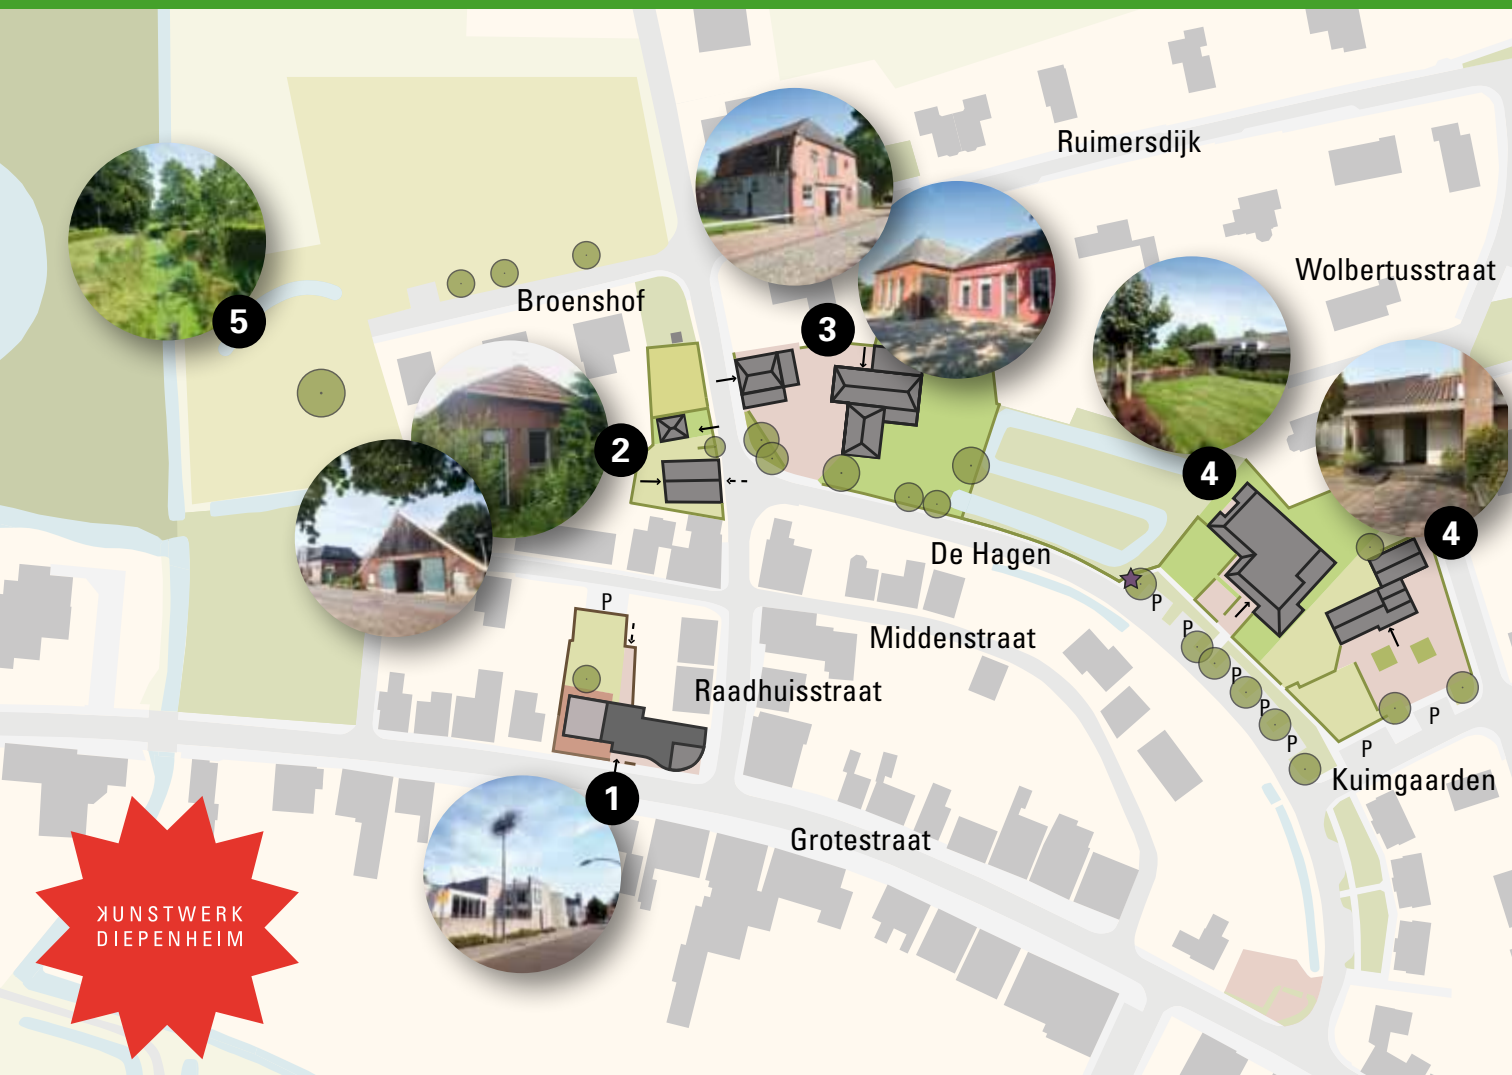 Ruimersdijk
Wolbertusstraat
Broenshof
5
3
2
4
4
De Hagen
P
P
P
Middenstraat
P
Raadhuisstraat
P
P
P
P
Kuimgaarden
1
Grotestraat
KUNSTWERK
DIEPENHEIM